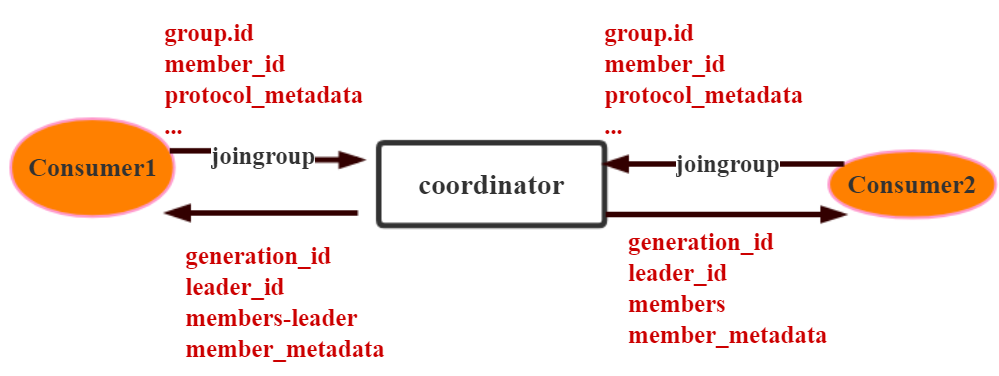 group.id
member_id
protocol_metadata
...
Consumer1
joingroup
generation_id
leader_id
members-leader
member_metadata
coordinator
group.id
member_id
protocol_metadata
...
joingroup
Consumer2
generation_id
leader_id
members
member_metadata